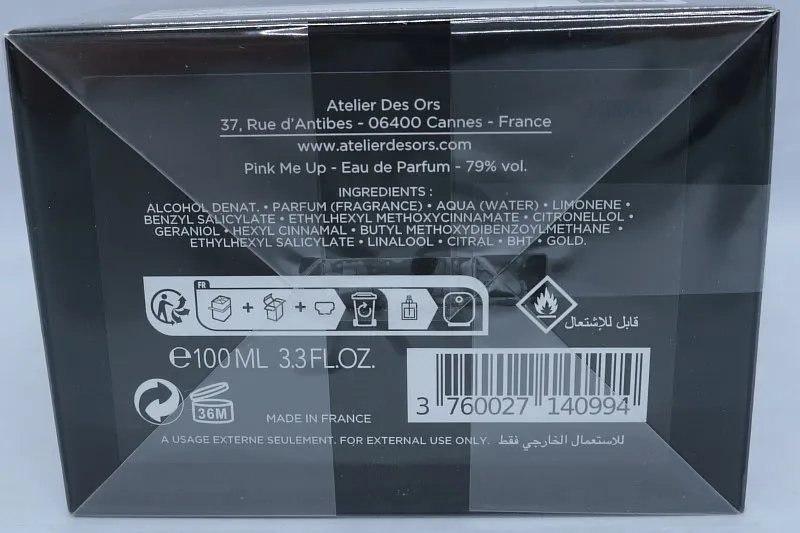 Atelier Des Ors
37, Rue d'Antibes - 06400 Cannes - France
www.atelierdesors.com
Pink Me Up - Eau de Parfum - 79% vol.
INGREDIENTS :
ALCOHOL DENAT. • PARFUM (FRAGRANCE) • AQUA (WATER) • LIMONENE •
BENZYL SALICYLATE • ETHYLHEXYL METHOXYCINNAMATE • CITRONELLOL •
GERANIOL • HEXYL CINNAMAL • BUTYL METHOXYDIBENZOYLMETHANE •
ETHYLHEXYL SALICYLATE • LINALOOL • CITRAL • BHT • GOLD.
FR
+ +
قابل للإشتعال
℮100 ML 3.3 FL.OZ.
36M
MADE IN FRANCE
3 760027 140994
A USAGE EXTERNE SEULEMENT. FOR EXTERNAL USE ONLY. للاستعمال الخارجي فقط